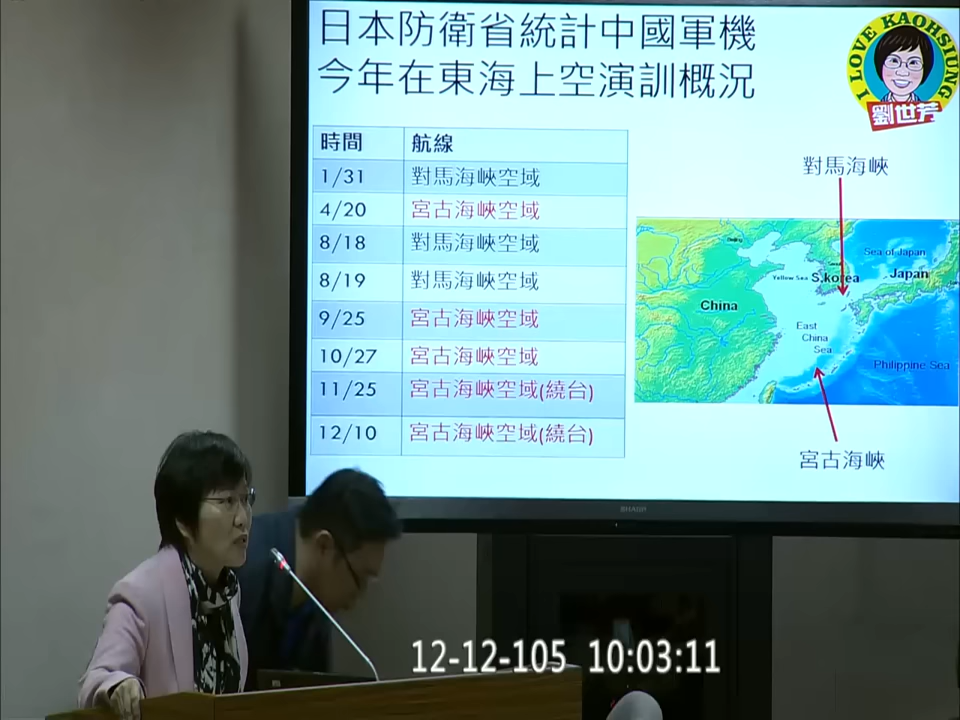 日本防衛省統計中國軍機
今年在東海上空演訓概況
I LOVE KAOHSIUNG
劉世芳
時間 航線
1/31 對馬海峽空域
4/20 宮古海峽空域
8/18 對馬海峽空域
8/19 對馬海峽空域
9/25 宮古海峽空域
10/27 宮古海峽空域
11/25 宮古海峽空域(繞台)
12/10 宮古海峽空域(繞台)
對馬海峽
Beijing
Sea of Japan
Yellow Sea
S.korea
Japan
China
East
China
Sea
Philippine Sea
宮古海峽
SHARP
12-12-105 10:03:11